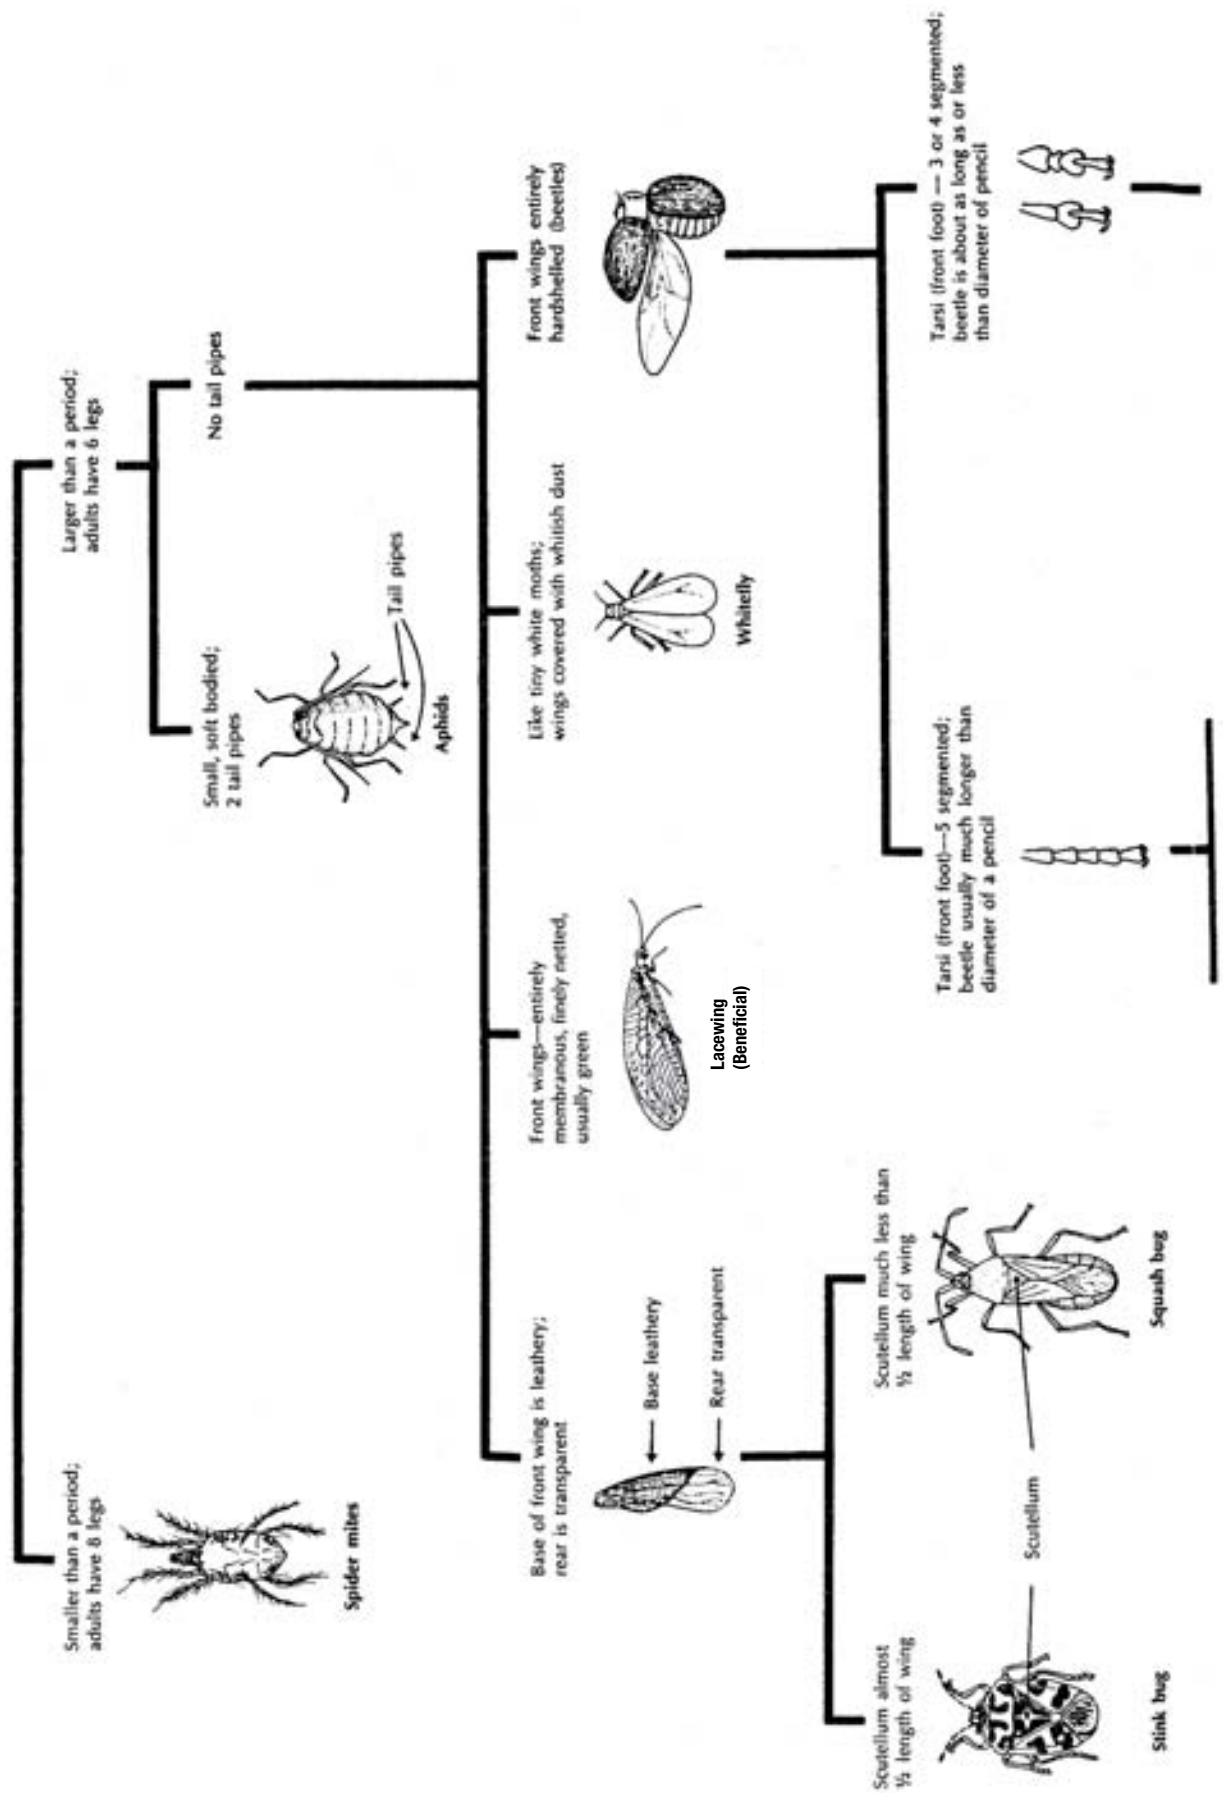 Smaller than a period;
adults have 8 legs
Spider mites
Larger than a period;
adults have 6 legs
Small, soft bodied;
2 tail pipes
Tail pipes
Aphids
No tail pipes
Base of front wing is leathery;
rear is transparent
Base leathery
Rear transparent
Front wings—entirely
membranous, finely netted,
usually green
Lacewing
(Beneficial)
Like tiny white moths;
wings covered with whitish dust
Whitefly
Front wings entirely
hardshelled (beetles)
Scutellum almost
½ length of wing
Stink bug
Scutellum
Scutellum much less than
½ length of wing
Squash bug
Tarsi (front foot)—5 segmented;
beetle usually much longer than
diameter of a pencil
Tarsi (front foot) — 3 or 4 segmented;
beetle is about as long as or less
than diameter of pencil